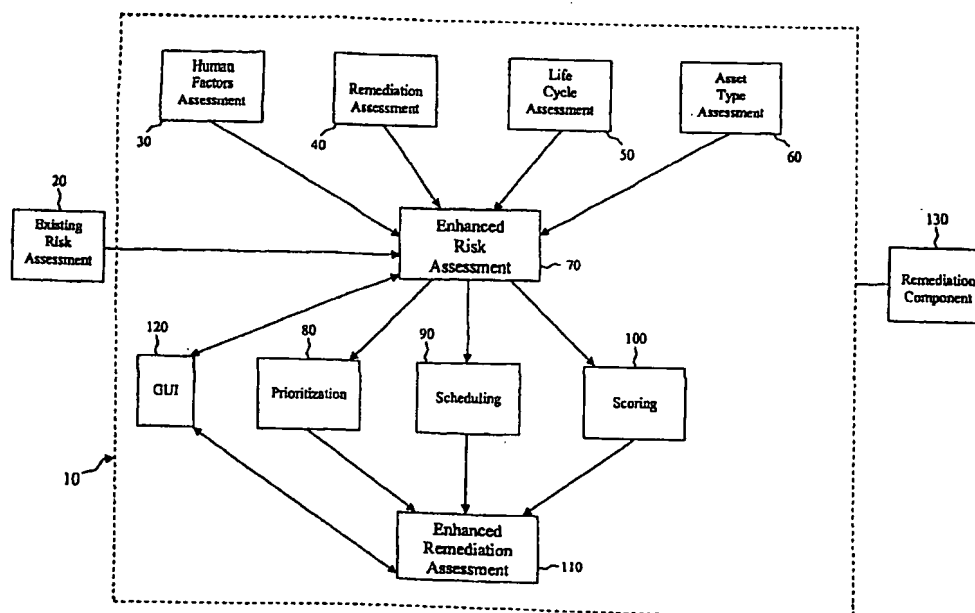 Human
Factors
Assessment
30
Remediation
Assessment
40
Life
Cycle
Assessment
50
Asset
Type
Assessment
60
20
Existing
Risk
Assessment
Enhanced
Risk
Assessment
70
130
Remediation
Component
120
GUI
80
Prioritization
90
Scheduling
100
Scoring
10
Enhanced
Remediation
Assessment
110